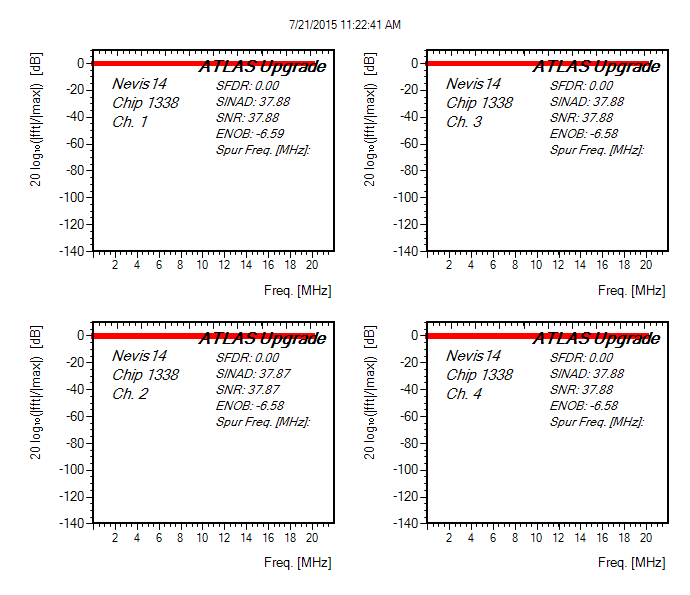 7/21/2015 11:22:41 AM
ATLAS Upgrade
Nevis14
Chip 1338
Ch. 1
SFDR: 0.00
SINAD: 37.88
SNR: 37.88
ENOB: -6.59
Spur Freq. [MHz]:
20 log₁₀(|fft|/|max|) [dB]
0
-20
-40
-60
-80
-100
-120
-140
2 4 6 8 10 12 14 16 18 20
Freq. [MHz]
ATLAS Upgrade
Nevis14
Chip 1338
Ch. 3
SFDR: 0.00
SINAD: 37.88
SNR: 37.88
ENOB: -6.58
Spur Freq. [MHz]:
20 log₁₀(|fft|/|max|) [dB]
0
-20
-40
-60
-80
-100
-120
-140
2 4 6 8 10 12 14 16 18 20
Freq. [MHz]
ATLAS Upgrade
Nevis14
Chip 1338
Ch. 2
SFDR: 0.00
SINAD: 37.87
SNR: 37.87
ENOB: -6.58
Spur Freq. [MHz]:
20 log₁₀(|fft|/|max|) [dB]
0
-20
-40
-60
-80
-100
-120
-140
2 4 6 8 10 12 14 16 18 20
Freq. [MHz]
ATLAS Upgrade
Nevis14
Chip 1338
Ch. 4
SFDR: 0.00
SINAD: 37.88
SNR: 37.88
ENOB: -6.58
Spur Freq. [MHz]:
20 log₁₀(|fft|/|max|) [dB]
0
-20
-40
-60
-80
-100
-120
-140
2 4 6 8 10 12 14 16 18 20
Freq. [MHz]